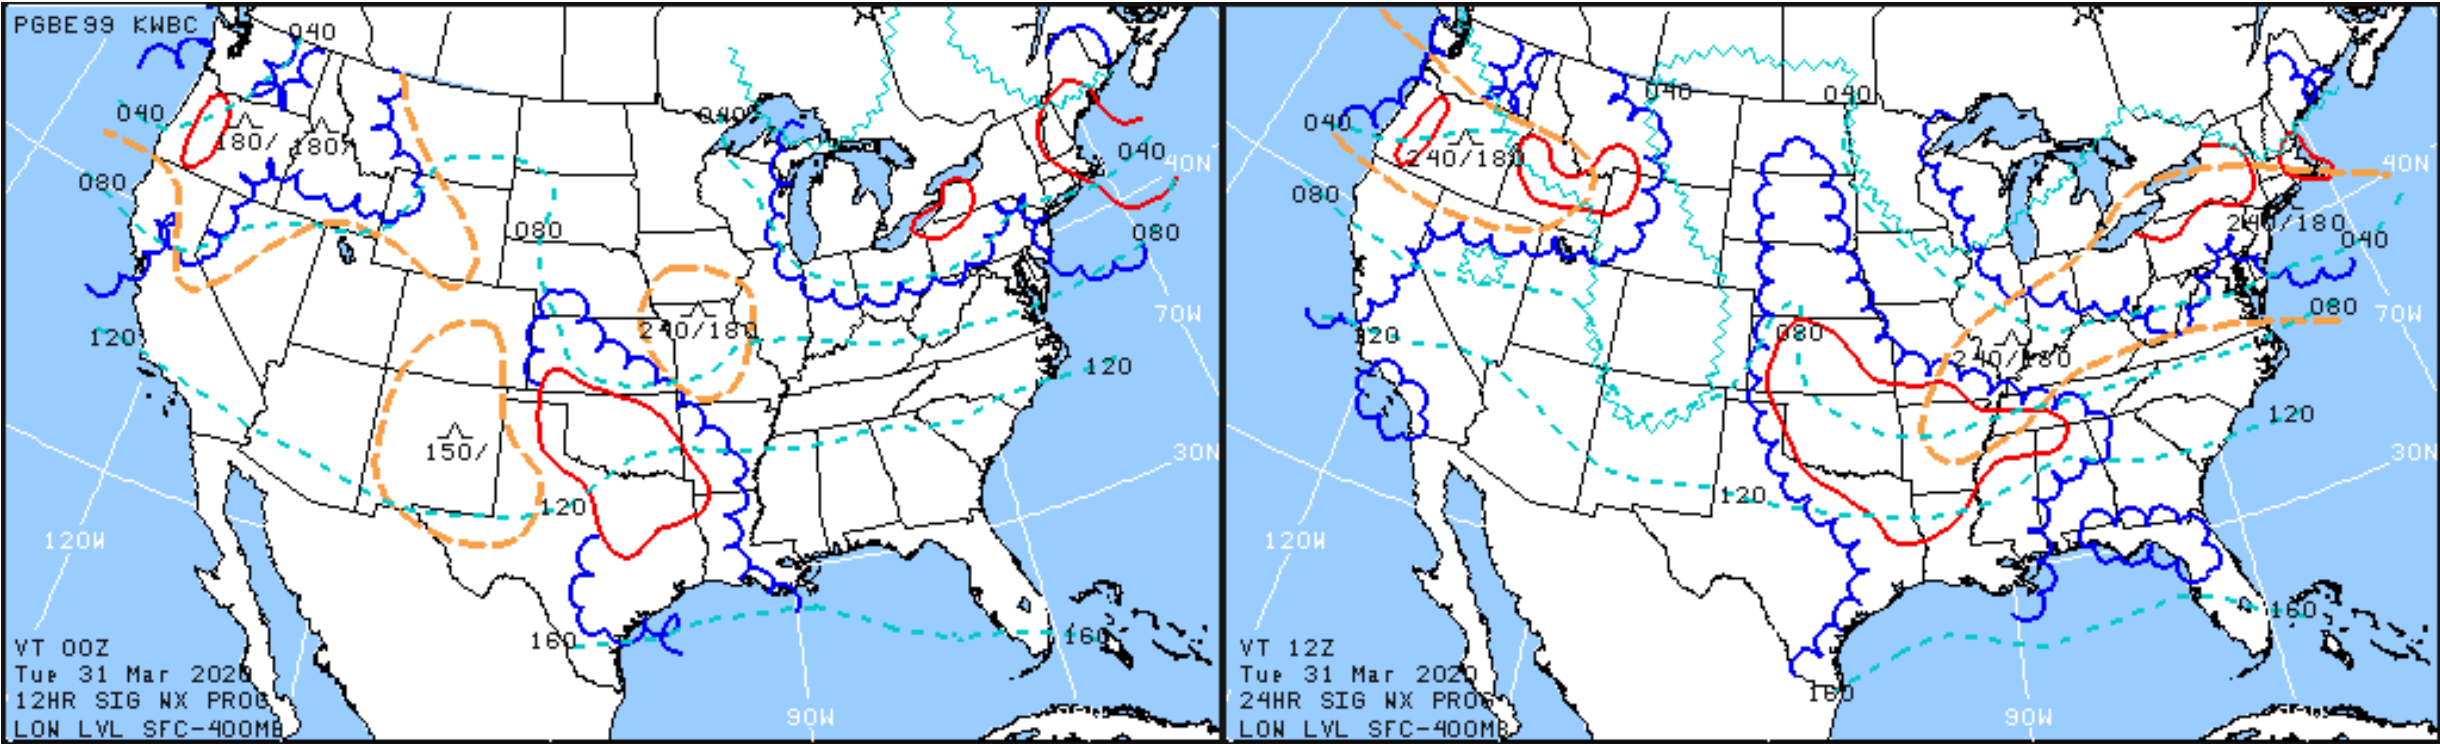 PGBE99 KWBC
040
040
180/
180/
040
040
40N
080
080
080
240/180
70W
120
120
150/
30N
120
120W
160
160
VT 00Z
Tue 31 Mar 2020
12HR SIG WX PROG
LOW LVL SFC-400MB
90W
040
040
040
240/180
40N
080
240/180
040
080
70W
120
080
240/180
120
30N
120
120W
160
VT 12Z
Tue 31 Mar 2020
24HR SIG WX PROG
LOW LVL SFC-400MB
160
90W